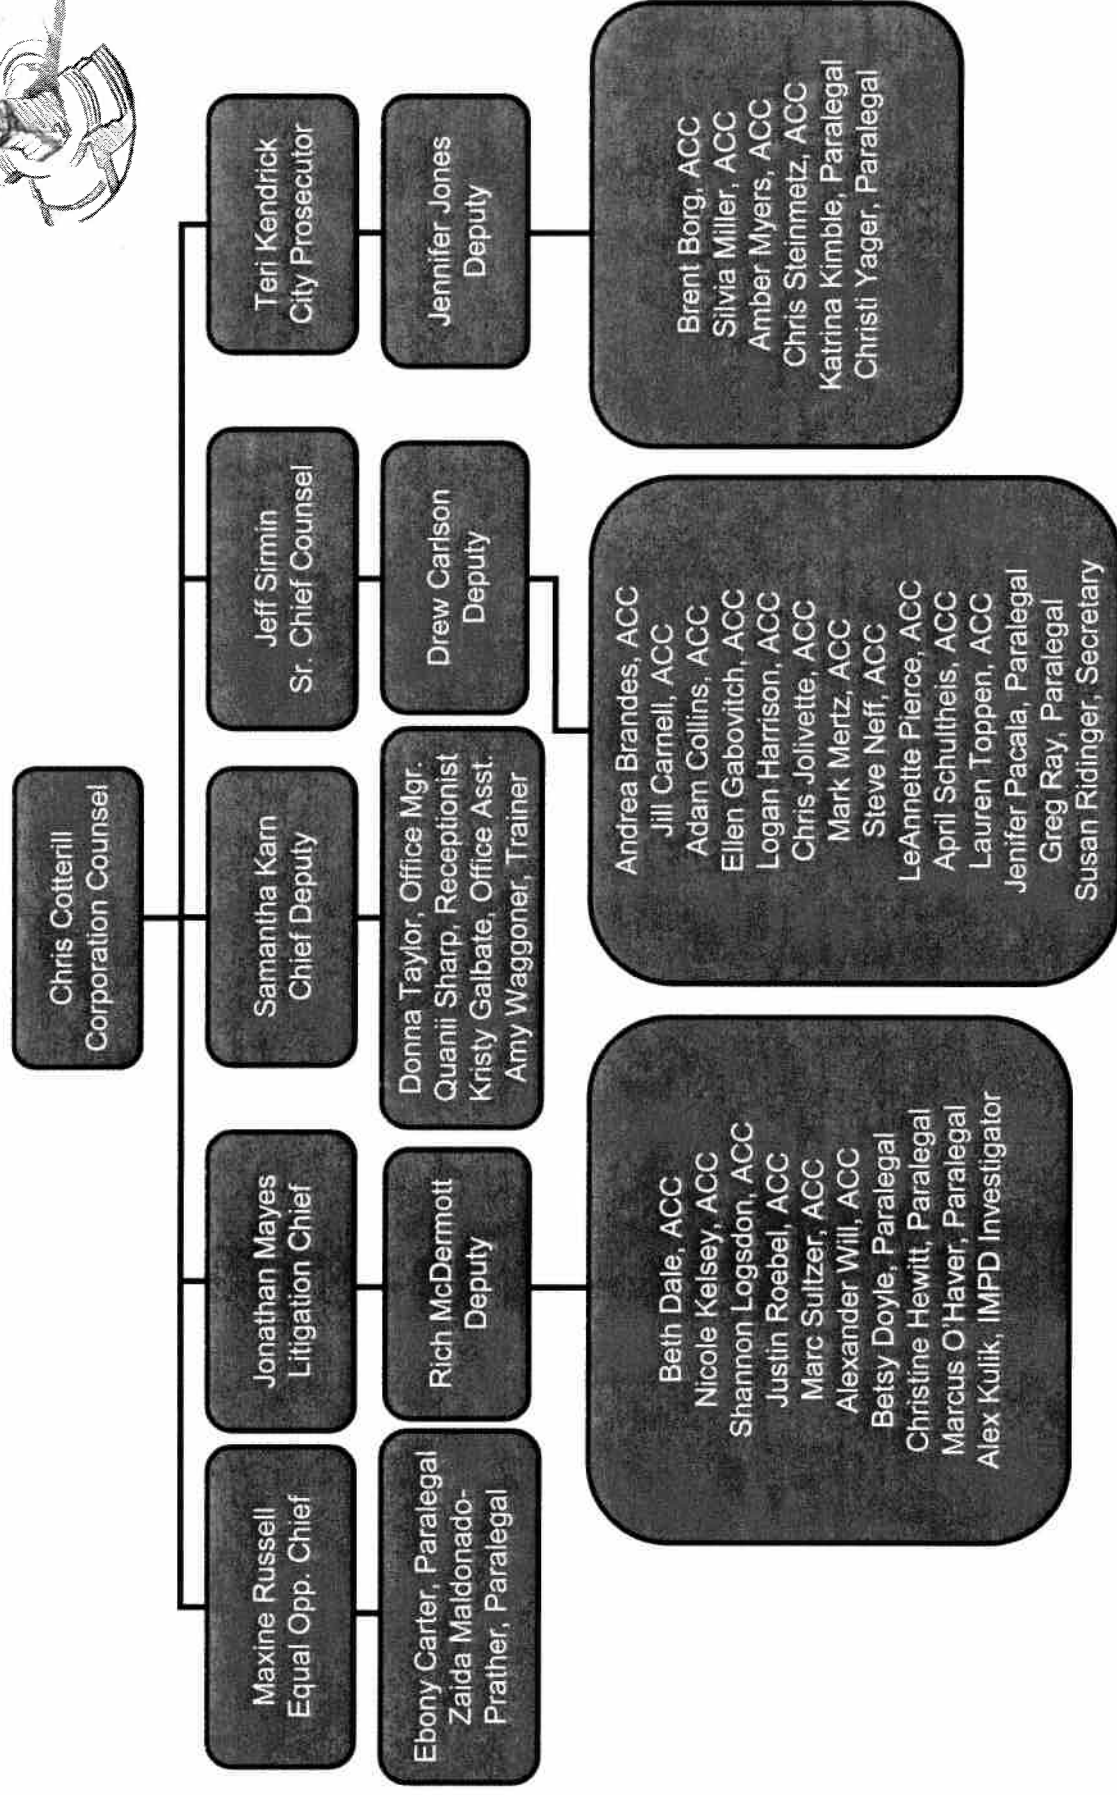 Chris Cotterill
Corporation Counsel
Maxine Russell
Equal Opp. Chief
Jonathan Mayes
Litigation Chief
Samantha Karn
Chief Deputy
Jeff Sirmin
Sr. Chief Counsel
Teri Kendrick
City Prosecutor
Ebony Carter, Paralegal
Zaida Maldonado-
Prather, Paralegal
Rich McDermott
Deputy
Donna Taylor, Office Mgr.
Quanii Sharp, Receptionist
Kristy Galbate, Office Asst.
Amy Waggoner, Trainer
Drew Carlson
Deputy
Jennifer Jones
Deputy
Beth Dale, ACC
Nicole Kelsey, ACC
Shannon Logsdon, ACC
Justin Roebel, ACC
Marc Sultzer, ACC
Alexander Will, ACC
Betsy Doyle, Paralegal
Christine Hewitt, Paralegal
Marcus O'Haver, Paralegal
Alex Kulik, IMPD Investigator
Andrea Brandes, ACC
Jill Carnell, ACC
Adam Collins, ACC
Ellen Gabovitch, ACC
Logan Harrison, ACC
Chris Jolivette, ACC
Mark Mertz, ACC
Steve Neff, ACC
LeAnnette Pierce, ACC
April Schultheis, ACC
Lauren Toppen, ACC
Jenifer Pacala, Paralegal
Greg Ray, Paralegal
Susan Ridinger, Secretary
Brent Borg, ACC
Silvia Miller, ACC
Amber Myers, ACC
Chris Steinmetz, ACC
Katrina Kimble, Paralegal
Christi Yager, Paralegal